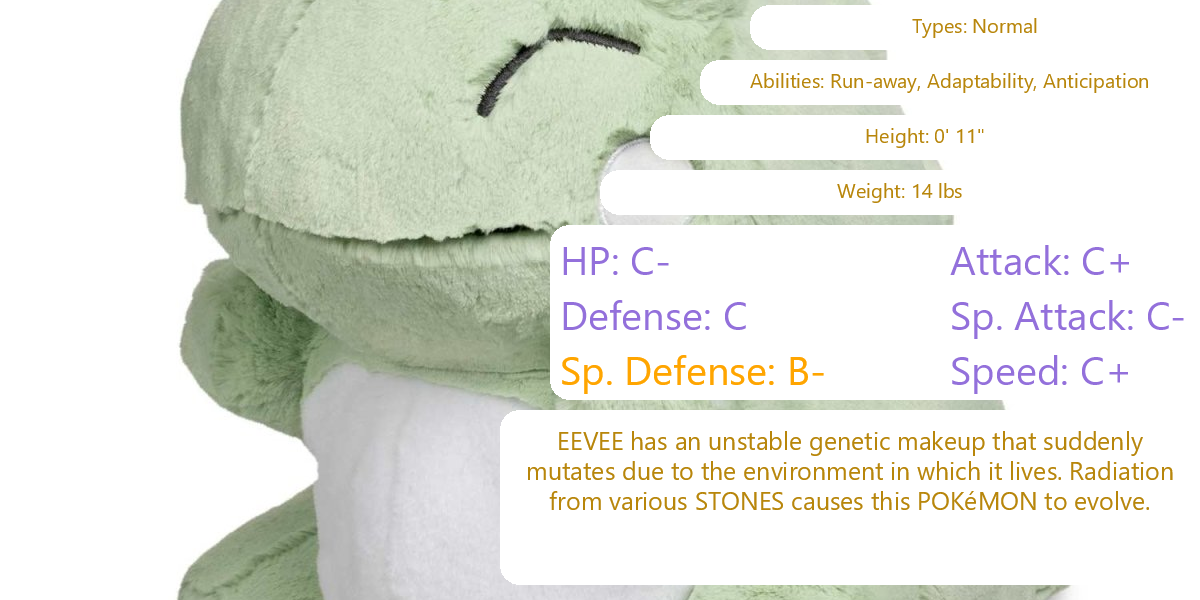 Types: Normal
Abilities: Run-away, Adaptability, Anticipation
Height: 0' 11"
Weight: 14 lbs
HP: C- Attack: C+
Defense: C Sp. Attack: C-
Sp. Defense: B- Speed: C+
EEVEE has an unstable genetic makeup that suddenly
mutates due to the environment in which it lives. Radiation
from various STONES causes this POKéMON to evolve.